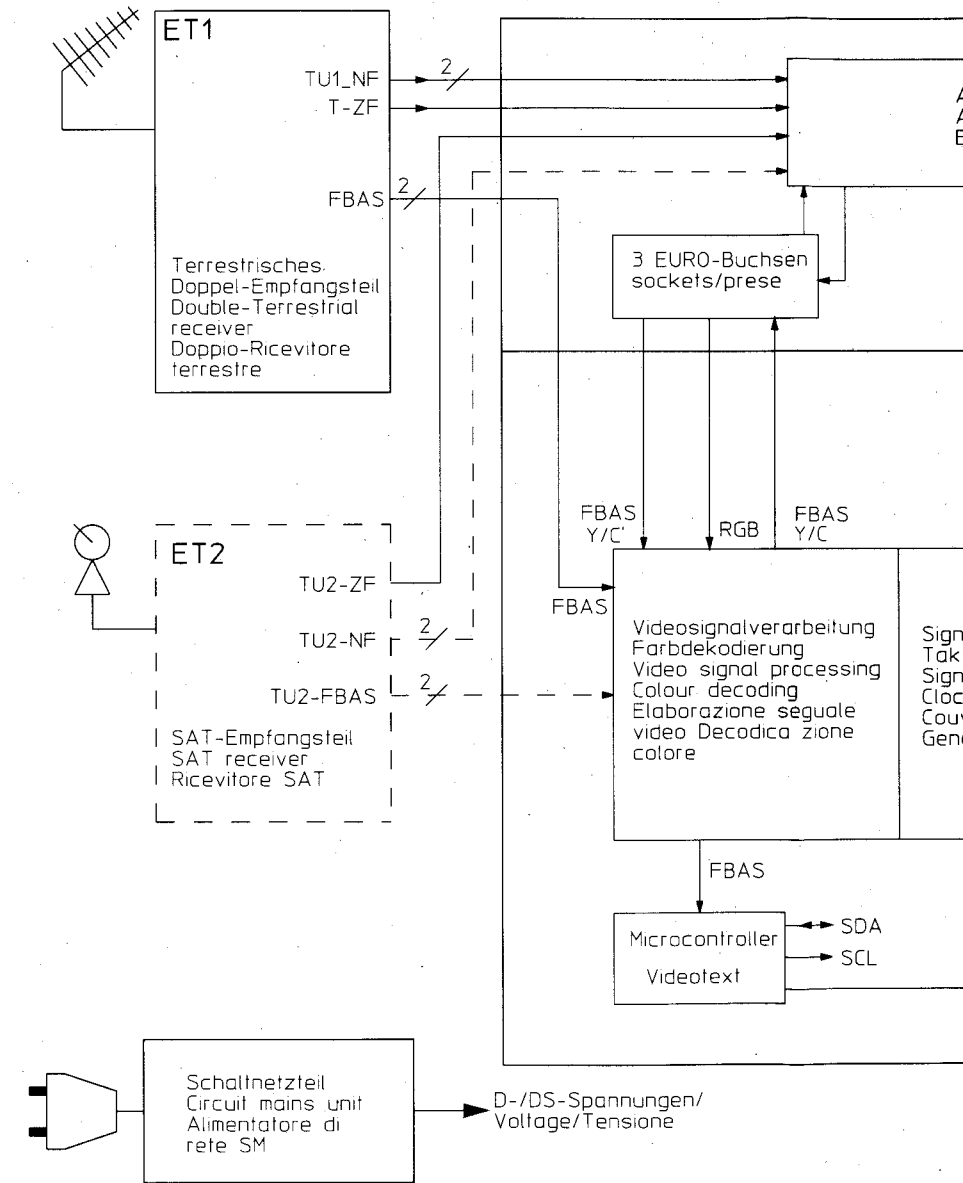 ET1
TU1_NF
2
T-ZF
FBAS
2
Terrestrisches
Doppel-Empfangsteil
Double-Terrestrial
receiver
Doppio-Ricevitore
terrestre
3 EURO-Buchsen
sockets/prese
ET2
TU2-ZF
TU2-NF
2
TU2-FBAS
2
SAT-Empfangsteil
SAT receiver
Ricevitore SAT
FBAS
Y/C
RGB
FBAS
Y/C
FBAS
Videosignalverarbeitung
Farbdekodierung
Video signal processing
Colour decoding
Elaborazione seguale
video Decodica zione
colore
FBAS
Microcontroller
Videotext
SDA
SCL
Schaltnetzteil
Circuit mains unit
Alimentatore di
rete SM
D-/DS-Spannungen/
Voltage/Tensione